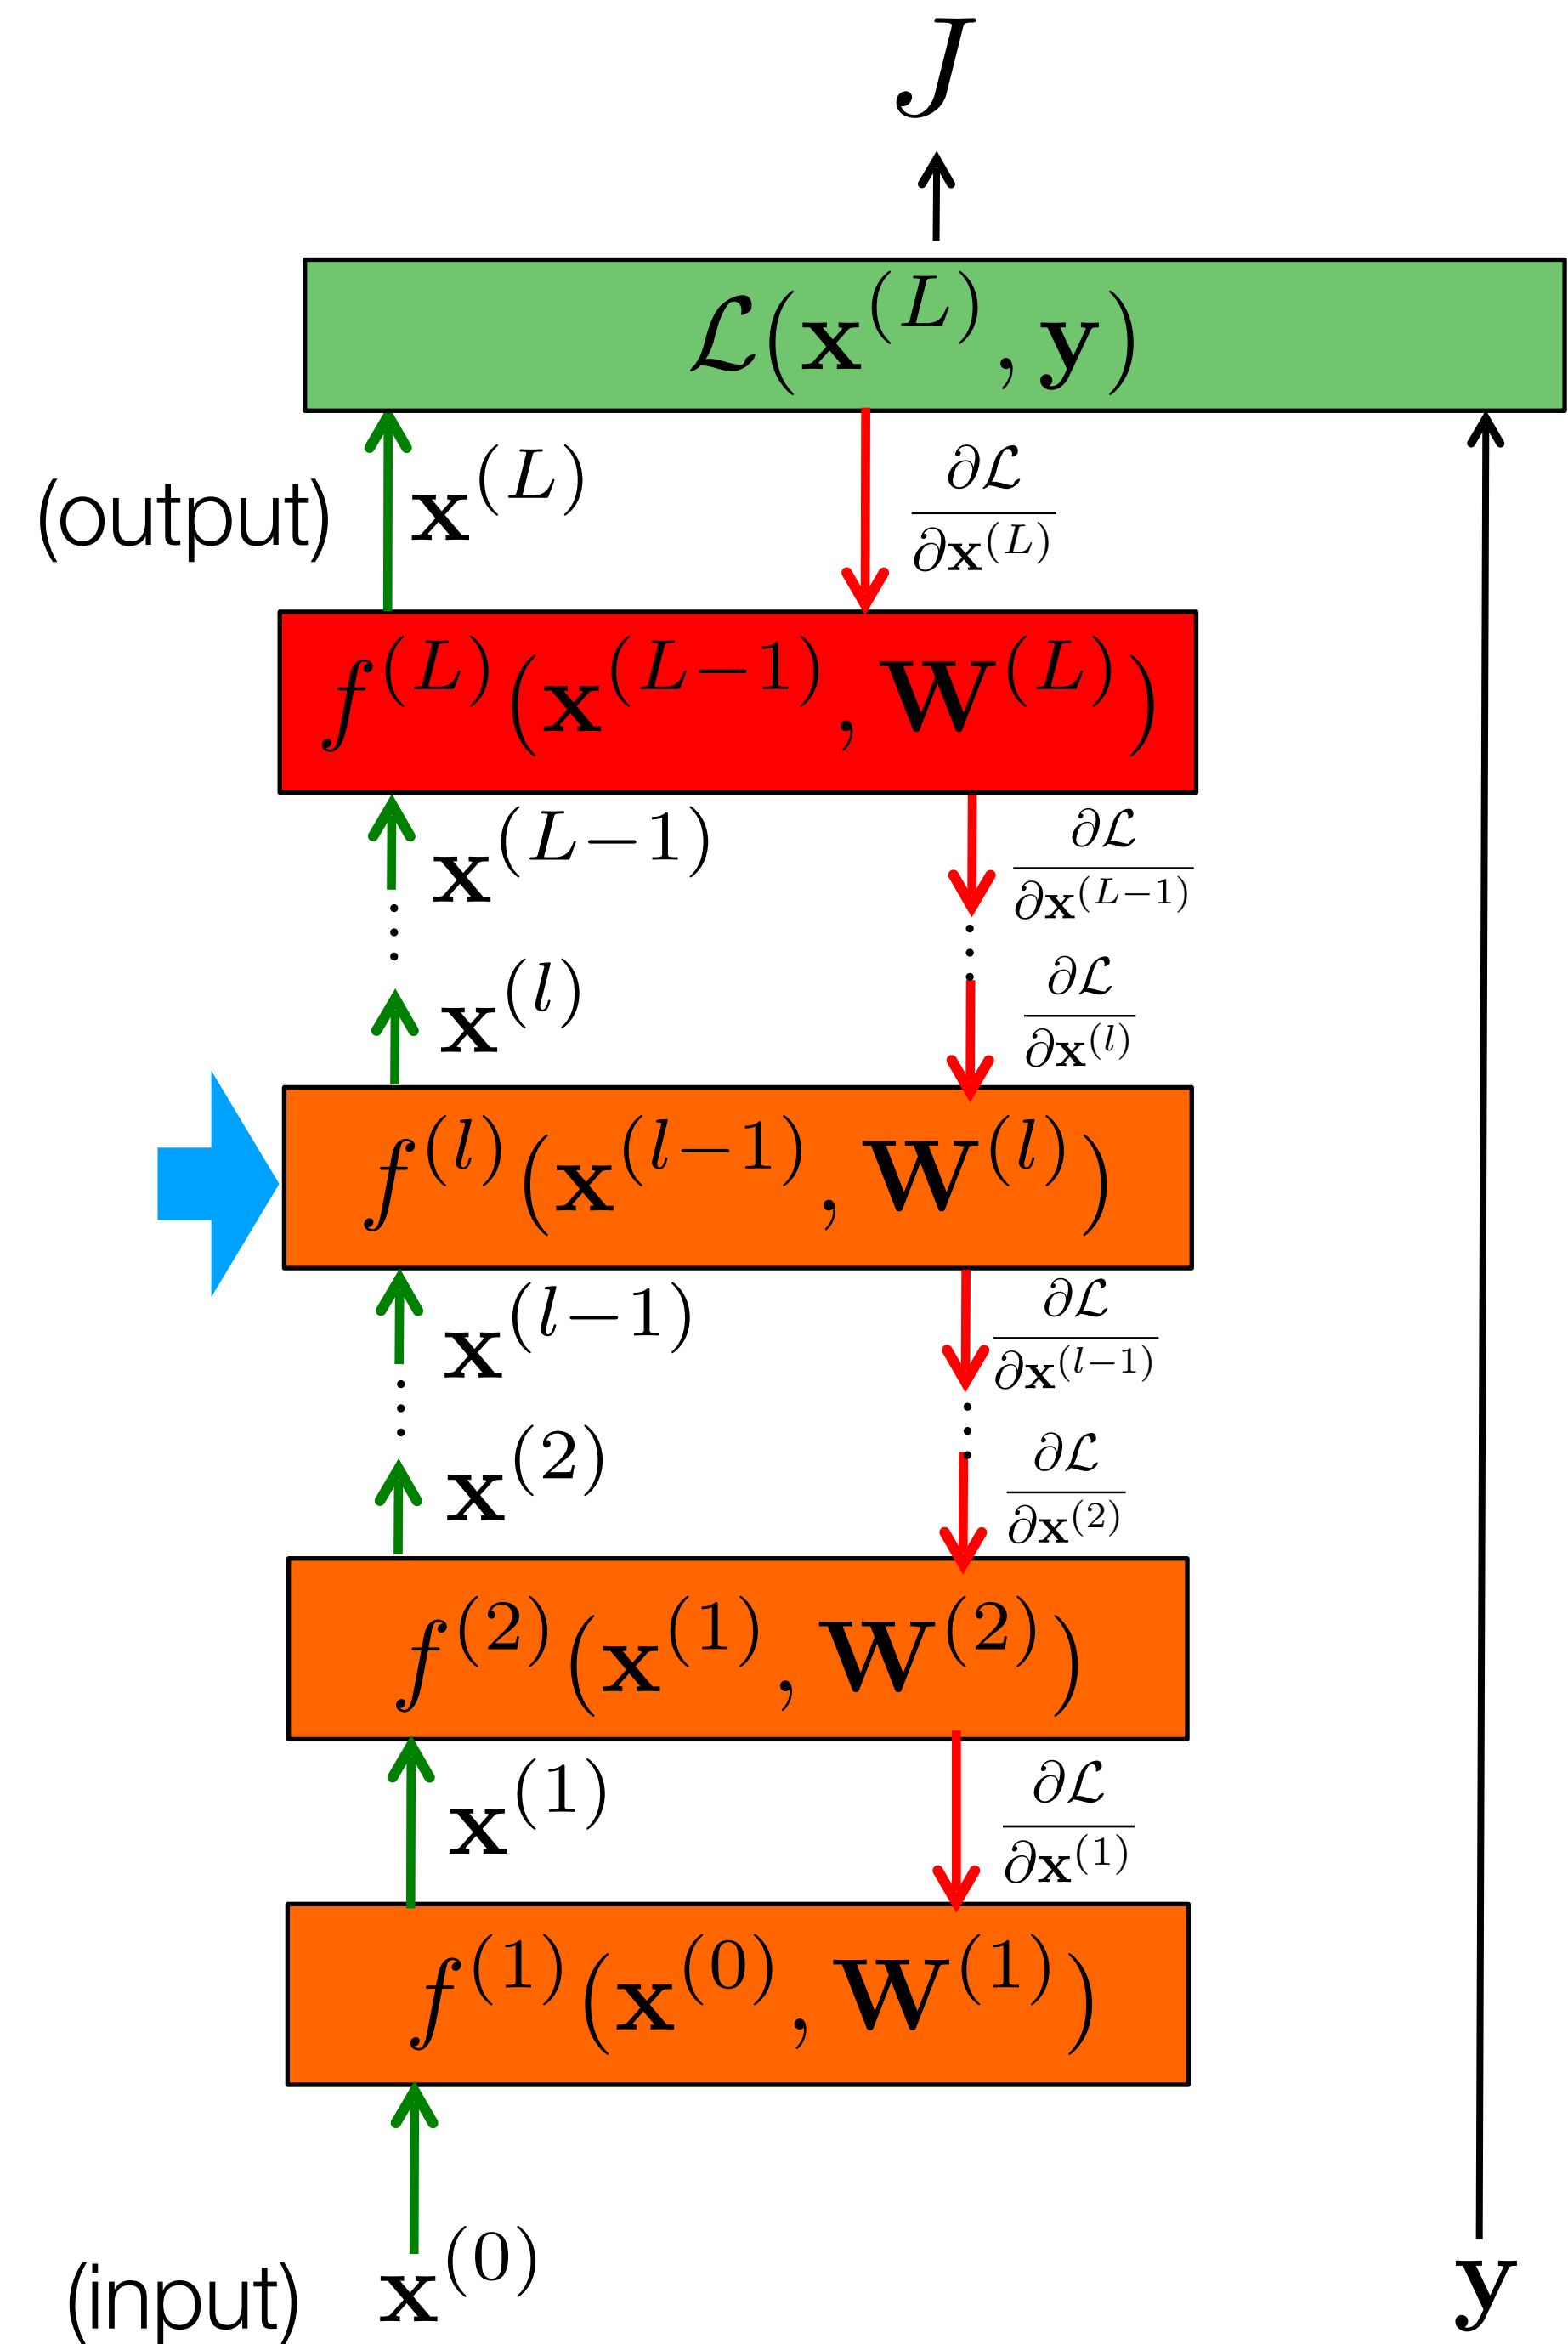 J
ℒ(𝐱^(L), 𝐲)
(output) 𝐱^(L) ∂ℒ/∂𝐱^(L)
f^(L)(𝐱^(L−1), 𝐖^(L))
𝐱^(L−1) ∂ℒ/∂𝐱^(L−1)
𝐱^(l) ∂ℒ/∂𝐱^(l)
f^(l)(𝐱^(l−1), 𝐖^(l))
𝐱^(l−1) ∂ℒ/∂𝐱^(l−1)
𝐱^(2) ∂ℒ/∂𝐱^(2)
f^(2)(𝐱^(1), 𝐖^(2))
𝐱^(1) ∂ℒ/∂𝐱^(1)
f^(1)(𝐱^(0), 𝐖^(1))
(input) 𝐱^(0) 𝐲